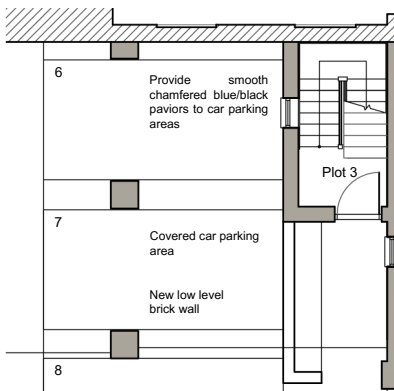 6
Provide smooth
chamfered blue/black
paviors to car parking
areas
Plot 3
7
Covered car parking
area
New low level
brick wall
8